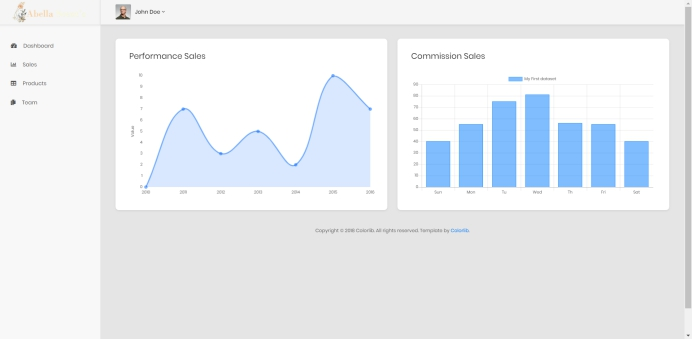 Abella
John Doe
Dashboard
Sales
Products
Team
Performance Sales
10
9
8
7
6
5
4
3
2
1
0
Value
2010 2011 2012 2013 2014 2015 2016
Commission Sales
My First dataset
90
80
70
60
50
40
30
20
10
0
Sun Mon Tu Wed Th Fri Sat
Copyright © 2018 Colorlib. All rights reserved. Template by Colorlib.